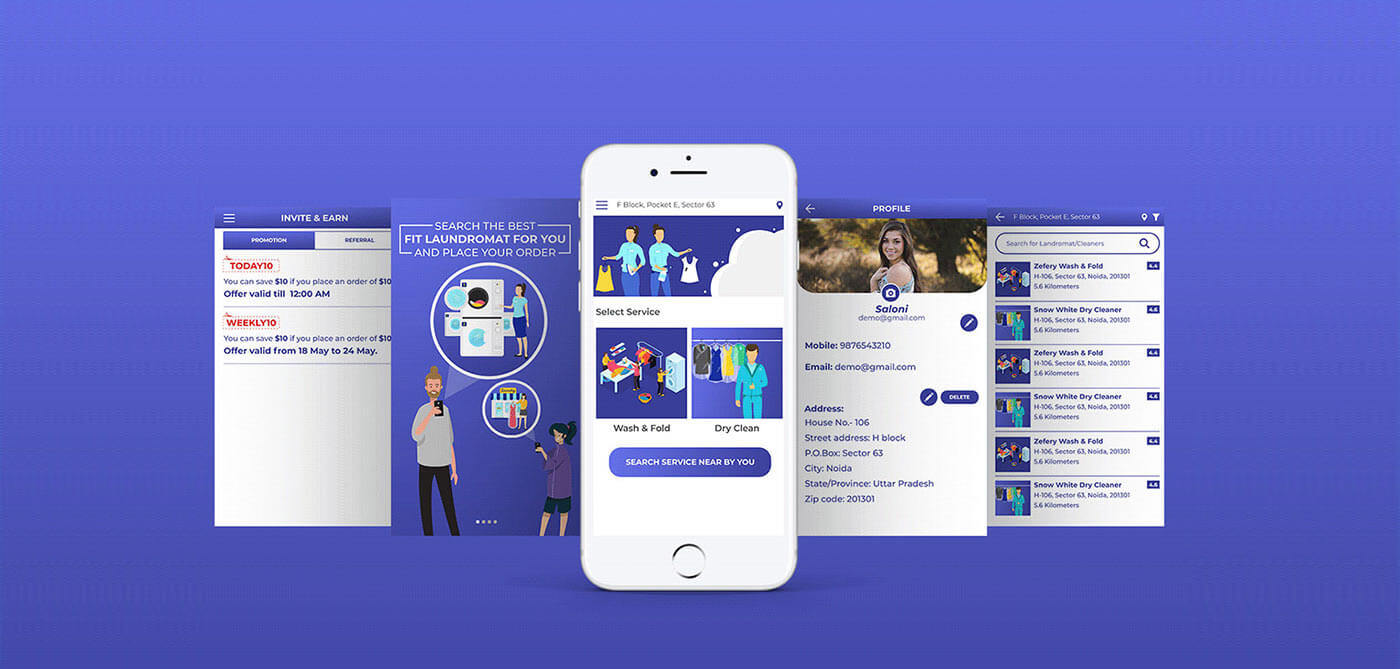 INVITE & EARN
PROMOTION
REFERRAL
TODAY10
You can save $10 if you place an order of $10
Offer valid till 12:00 AM
WEEKLY10
You can save $10 if you place an order of $10
Offer valid from 18 May to 24 May.
SEARCH THE BEST
FIT LAUNDROMAT FOR YOU
AND PLACE YOUR ORDER
F Block, Pocket E, Sector 63
Select Service
Wash & Fold
Dry Clean
SEARCH SERVICE NEAR BY YOU
PROFILE
Saloni
demo@gmail.com
Mobile: 9876543210
Email: demo@gmail.com
DELETE
Address:
House No.- 106
Street address: H block
P.O.Box: Sector 63
City: Noida
State/Province: Uttar Pradesh
Zip code: 201301
F Block, Pocket E, Sector 63
Search for Landromat/Cleaners
Zefery Wash & Fold
4.4
H-106, Sector 63, Noida, 201301
5.6 Kilometers
Snow White Dry Cleaner
4.6
H-106, Sector 63, Noida, 201301
5.6 Kilometers
Zefery Wash & Fold
4.4
H-106, Sector 63, Noida, 201301
5.6 Kilometers
Snow White Dry Cleaner
4.6
H-106, Sector 63, Noida, 201301
5.6 Kilometers
Zefery Wash & Fold
4.4
H-106, Sector 63, Noida, 201301
5.6 Kilometers
Snow White Dry Cleaner
4.6
H-106, Sector 63, Noida, 201301
5.6 Kilometers